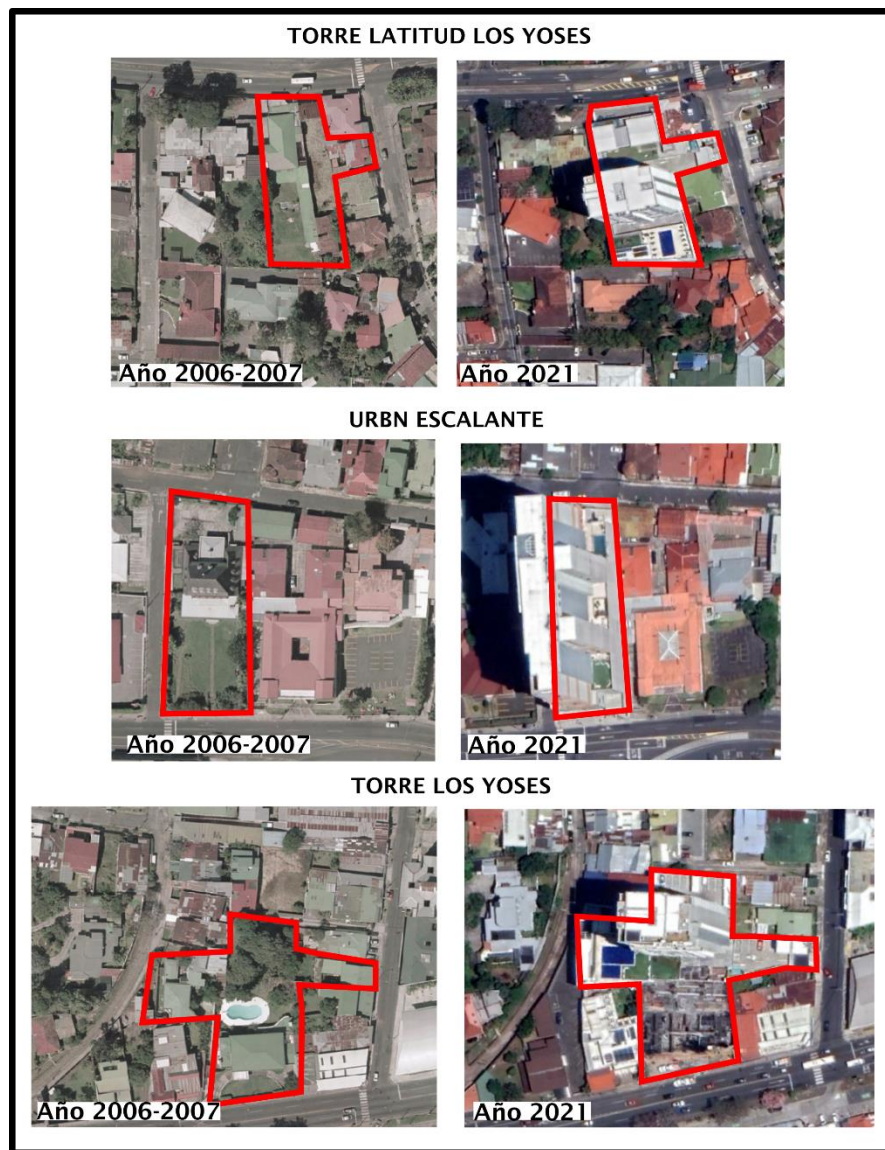 TORRE LATITUD LOS YOSES
Año 2006-2007
Año 2021
URBN ESCALANTE
Año 2006-2007
Año 2021
TORRE LOS YOSES
Año 2006-2007
Año 2021